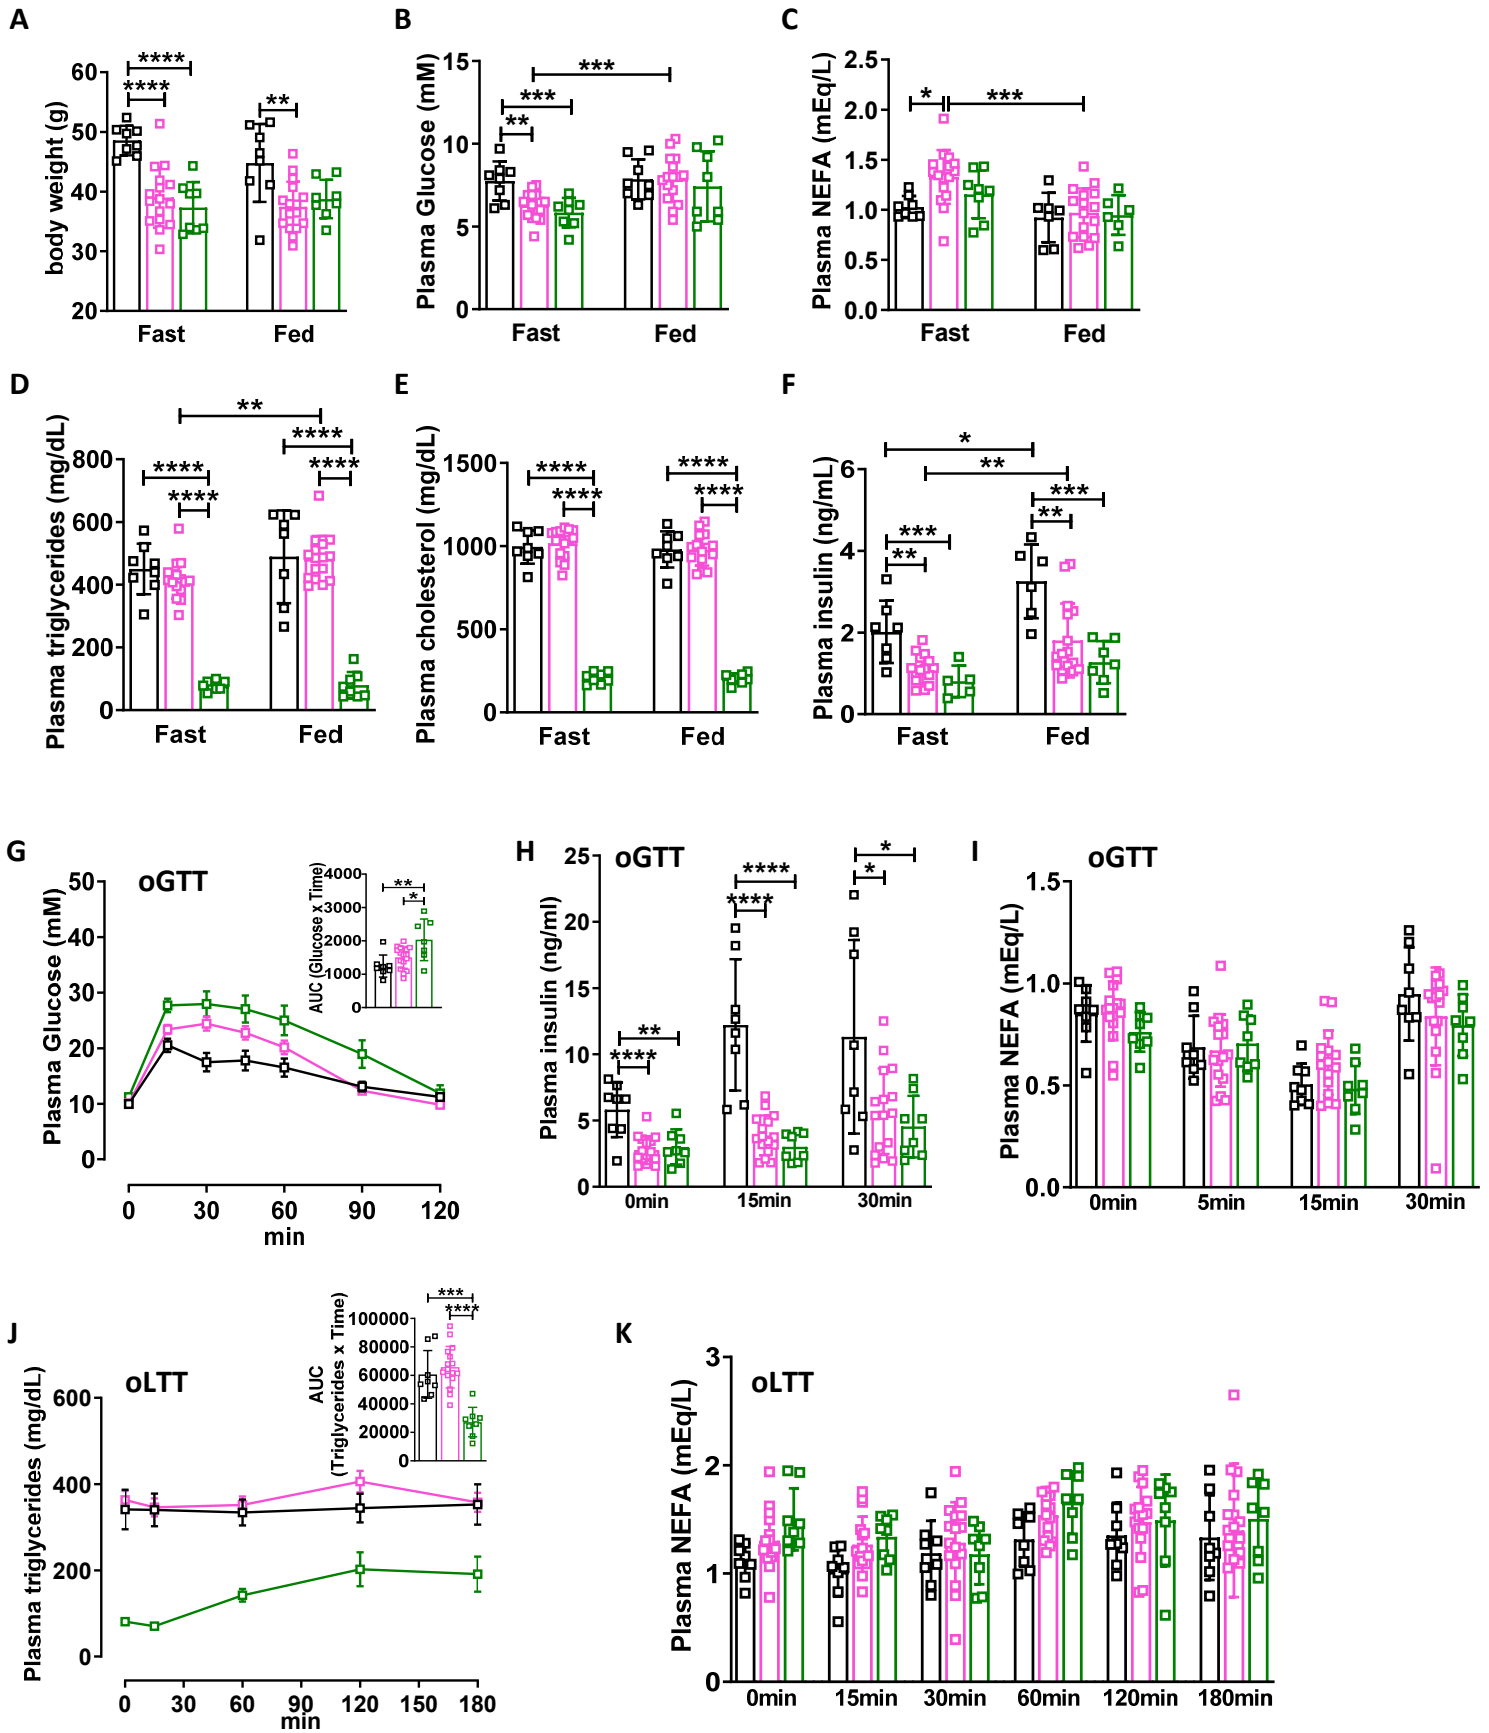 A
body weight (g)
60
50
40
30
20
****
****
**
Fast
Fed
B
Plasma Glucose (mM)
15
10
5
0
***
***
**
Fast
Fed
C
Plasma NEFA (mEq/L)
2.5
2.0
1.5
1.0
0.5
0.0
*
***
Fast
Fed
D
Plasma triglycerides (mg/dL)
800
600
400
200
0
**
****
****
****
****
Fast
Fed
E
Plasma cholesterol (mg/dL)
1500
1000
500
0
****
****
****
****
Fast
Fed
F
Plasma insulin (ng/mL)
6
4
2
0
*
**
***
**
***
**
Fast
Fed
G
oGTT
Plasma Glucose (mM)
50
40
30
20
10
0
0
30
60
90
120
min
AUC (Glucose x Time)
4000
3000
2000
1000
0
**
*
H
oGTT
Plasma insulin (ng/ml)
25
20
15
10
5
0
**
****
****
****
*
*
0min
15min
30min
I
oGTT
Plasma NEFA (mEq/L)
1.5
1.0
0.5
0.0
0min
5min
15min
30min
J
oLTT
Plasma triglycerides (mg/dL)
600
400
200
0
0
30
60
90
120
150
180
min
AUC
(Triglycerides x Time)
100000
80000
60000
40000
20000
0
***
****
K
oLTT
Plasma NEFA (mEq/L)
3
2
1
0
0min
15min
30min
60min
120min
180min